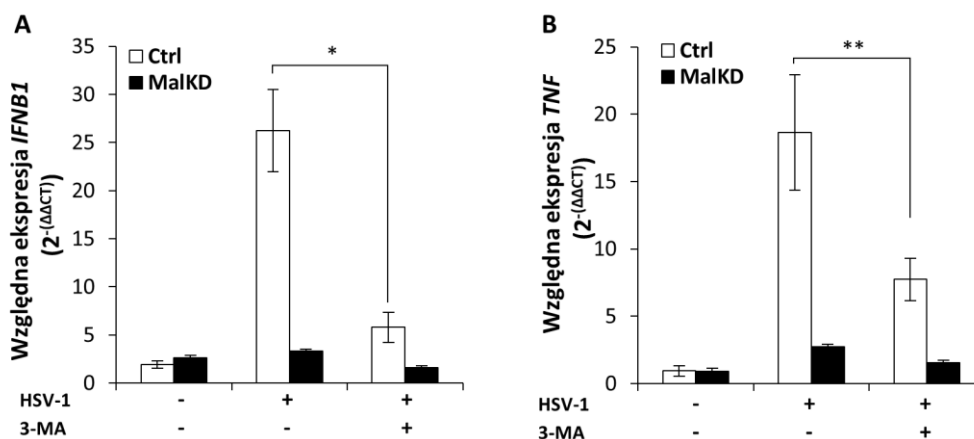 A
Względna ekspresja IFNB1
(2-(ΔΔCT))
35
30
25
20
15
10
5
0
Ctrl
MalKD
*
HSV-1 - + +
3-MA - - +
B
Względna ekspresja TNF
(2-(ΔΔCT))
25
20
15
10
5
0
Ctrl
MalKD
**
HSV-1 - + +
3-MA - - +